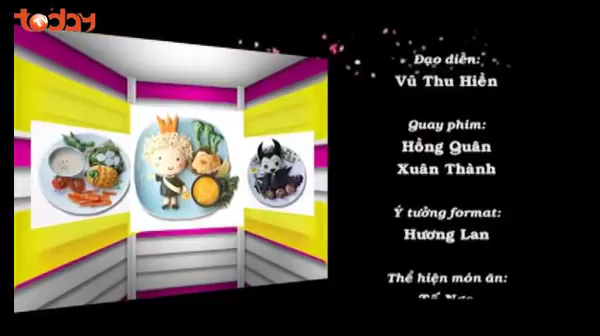 today
Đạo diễn:
Vũ Thu Hiền
Quay phim:
Hồng Quân
Xuân Thành
Ý tưởng format:
Hương Lan
Thể hiện món ăn: